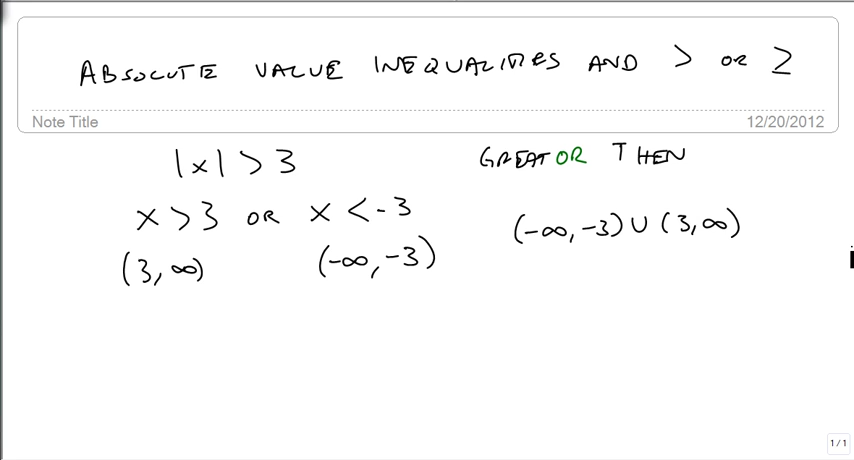 ABSOLUTE VALUE INEQUALITIES AND > OR ≥
Note Title
12/20/2012
|x| > 3
GREATOR THEN
x > 3 OR x < -3
(-∞, -3) ∪ (3, ∞)
(3, ∞) (-∞, -3)
1 / 1